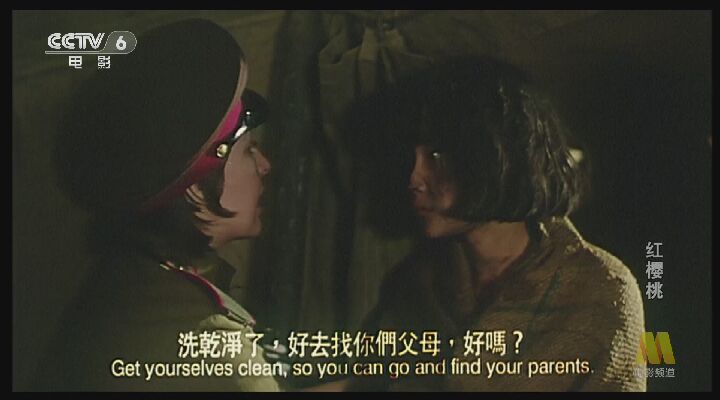 CCTV 6
电影
红樱桃
洗乾淨了，好去找你們父母，好嗎？
Get yourselves clean, so you can go and find your parents.
电影频道